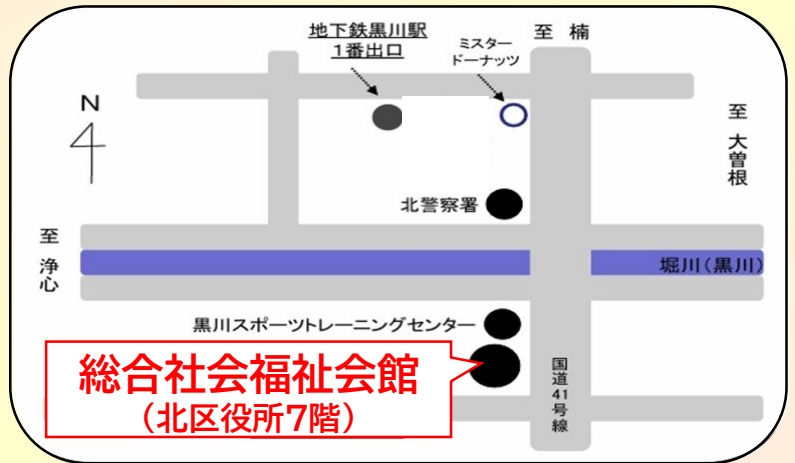 地下鉄黒川駅
1番出口
ミスター
ドーナッツ
至 楠
N
至 大曽根
北警察署
至 浄心
堀川(黒川)
黒川スポーツトレーニングセンター
総合社会福祉会館
(北区役所7階)
国道41号線